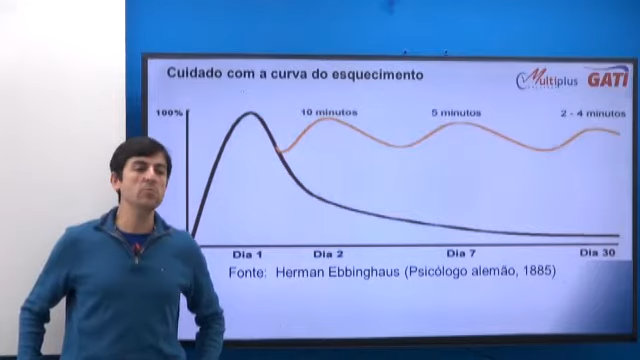 Cuidado com a curva do esquecimento
Multiplus
GATI
100%
10 minutos
5 minutos
2 - 4 minutos
Dia 1
Dia 2
Dia 7
Dia 30
Fonte: Herman Ebbinghaus (Psicólogo alemão, 1885)